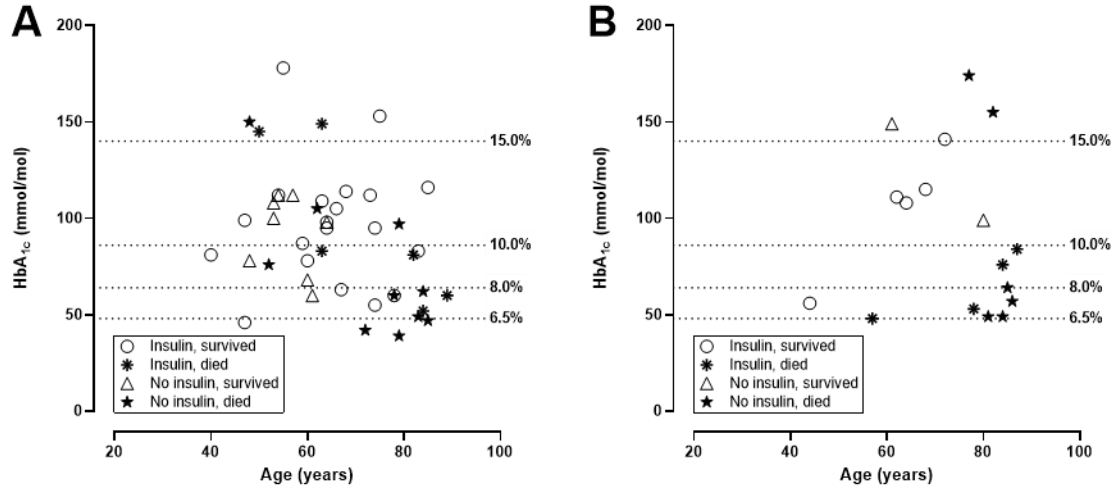 A
200
150
100
50
0
HbA1c (mmol/mol)
15.0%
10.0%
8.0%
6.5%
Insulin, survived
Insulin, died
No insulin, survived
No insulin, died
20 40 60 80 100
Age (years)
B
200
150
100
50
0
HbA1c (mmol/mol)
15.0%
10.0%
8.0%
6.5%
Insulin, survived
Insulin, died
No insulin, survived
No insulin, died
20 40 60 80 100
Age (years)